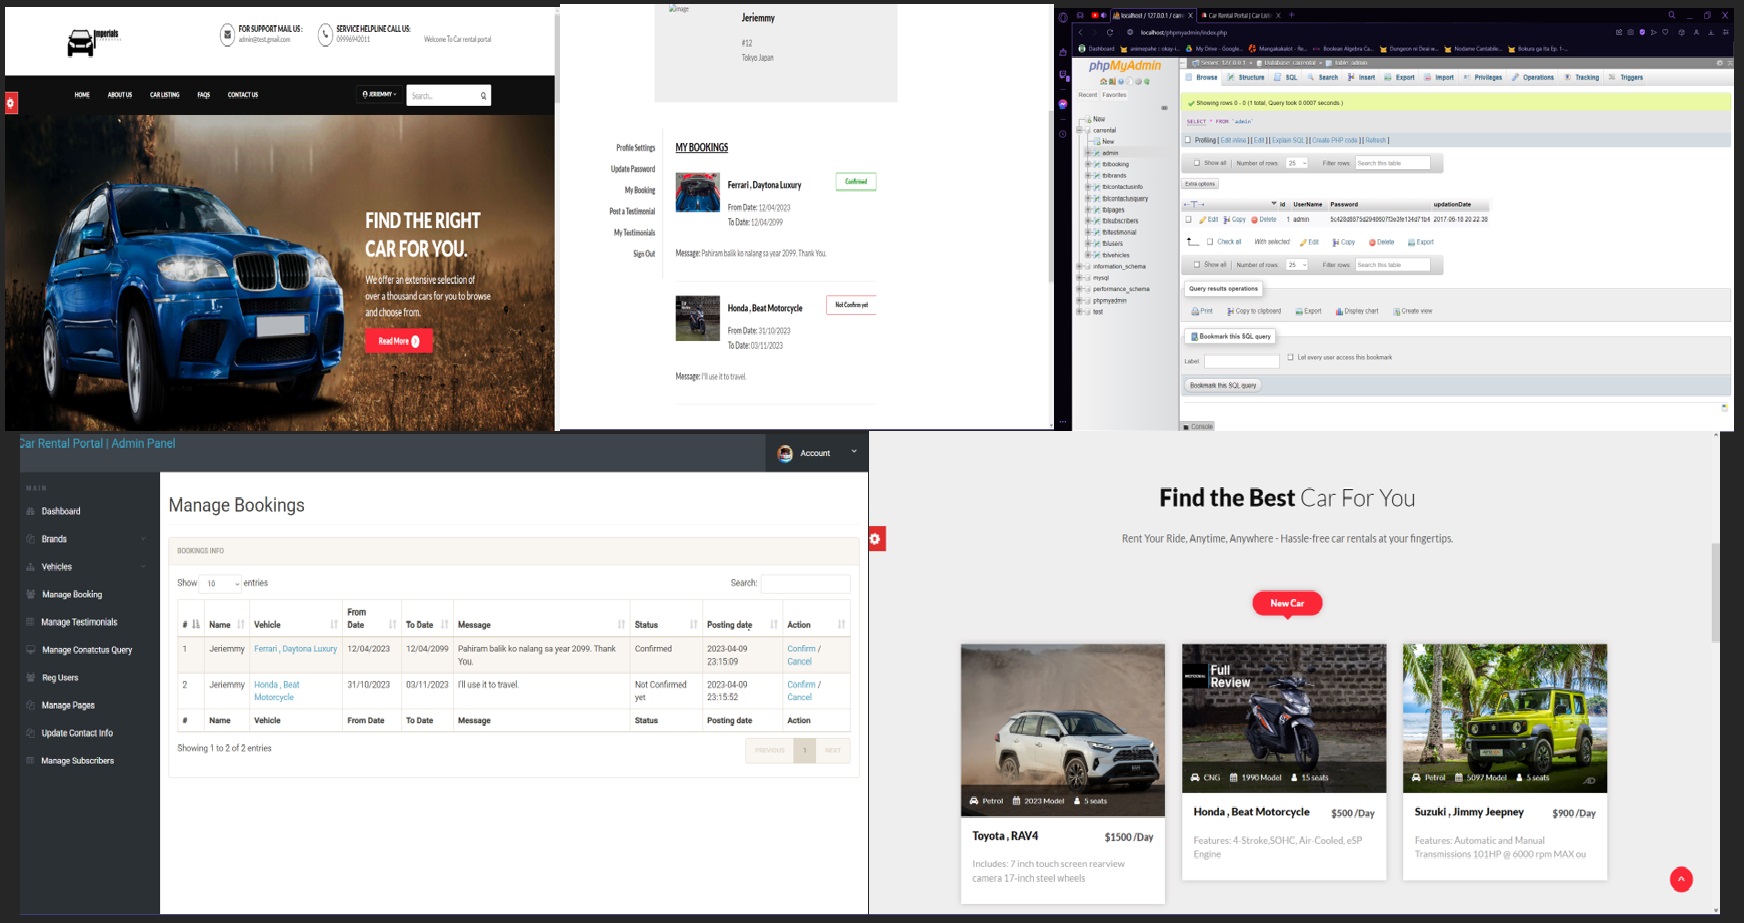 Imperials
FOR SUPPORT MAIL US :
admin@test.gmail.com
SERVICE HELPLINE CALL US:
09996942011
Welcome To Car rental portal
HOME
ABOUT US
CAR LISTING
FAQS
CONTACT US
JERIEMMY
Search...
FIND THE RIGHT
CAR FOR YOU.
We offer an extensive selection of
over a thousand cars for you to browse
and choose from.
Read More
image
Jeriemmy
#12
Tokyo Japan
Profile Settings
Update Password
My Booking
Post a Testimonial
My Testimonials
Sign Out
MY BOOKINGS
Ferrari , Daytona Luxury
Confirmed
From Date: 12/04/2023
To Date: 12/04/2099
Message: Pahiram balik ko nalang sa year 2099. Thank You.
Honda , Beat Motorcycle
Not Confirm yet
From Date: 31/10/2023
To Date: 03/11/2023
Message: I'll use it to travel.
localhost / 127.0.0.1 / carre
Car Rental Portal | Car Listi
localhost/phpmyadmin/index.php
Dashboard
animepahe :: okay-i...
My Drive - Google...
Mangakakalot - Re...
Boolean Algebra Ca...
Dungeon ni Deai w...
Nodame Cantabile...
Bokura ga Ita Ep. 1-...
phpMyAdmin
Recent Favorites
New
carrental
New
admin
tblbooking
tblbrands
tblcontactusinfo
tblcontactusquery
tblpages
tblsubscribers
tbltestimonial
tblusers
tblvehicles
information_schema
mysql
performance_schema
phpmyadmin
test
Server: 127.0.0.1 » Database: carrental » Table: admin
Browse
Structure
SQL
Search
Insert
Export
Import
Privileges
Operations
Tracking
Triggers
Showing rows 0 - 0 (1 total, Query took 0.0007 seconds.)
SELECT * FROM `admin`
Profiling [ Edit inline ] [ Edit ] [ Explain SQL ] [ Create PHP code ] [ Refresh ]
Show all
Number of rows: 25
Filter rows: Search this table
Extra options
id UserName Password updationDate
Edit Copy Delete 1 admin 5c428d8875d2948607f3e3fe134d71b4 2017-06-18 20:22:38
Check all With selected: Edit Copy Delete Export
Show all
Number of rows: 25
Filter rows: Search this table
Query results operations
Print Copy to clipboard Export Display chart Create view
Bookmark this SQL query
Label:
Let every user access this bookmark
Bookmark this SQL query
Console
Car Rental Portal | Admin Panel
Account
MAIN
Dashboard
Brands
Vehicles
Manage Booking
Manage Testimonials
Manage Conatctus Query
Reg Users
Manage Pages
Update Contact Info
Manage Subscribers
Manage Bookings
BOOKINGS INFO
Show 10 entries
Search:
# Name Vehicle From Date To Date Message Status Posting date Action
1 Jeriemmy Ferrari , Daytona Luxury 12/04/2023 12/04/2099 Pahiram balik ko nalang sa year 2099. Thank You. Confirmed 2023-04-09 23:15:09 Confirm / Cancel
2 Jeriemmy Honda , Beat Motorcycle 31/10/2023 03/11/2023 I'll use it to travel. Not Confirmed yet 2023-04-09 23:15:52 Confirm / Cancel
# Name Vehicle From Date To Date Message Status Posting date Action
Showing 1 to 2 of 2 entries
PREVIOUS 1 NEXT
Find the Best Car For You
Rent Your Ride, Anytime, Anywhere - Hassle-free car rentals at your fingertips.
New Car
Petrol 2023 Model 5 seats
Toyota , RAV4 $1500 /Day
Includes: 7 inch touch screen rearview
camera 17-inch steel wheels
Full
Review
CNG 1990 Model 15 seats
Honda , Beat Motorcycle $500 /Day
Features: 4-Stroke,SOHC, Air-Cooled, eSP
Engine
Petrol 5097 Model 5 seats
AD
Suzuki , Jimmy Jeepney $900 /Day
Features: Automatic and Manual
Transmissions 101HP @ 6000 rpm MAX ou